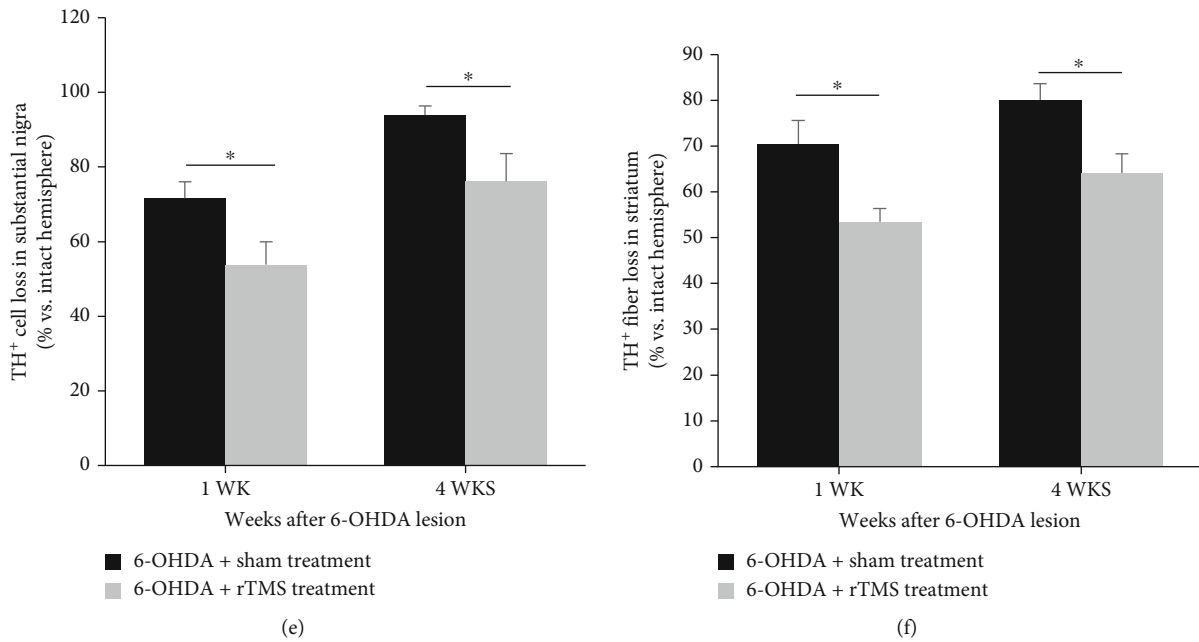 120
100
80
60
40
20
0
TH⁺ cell loss in substantial nigra
(% vs. intact hemisphere)
*
*
1 WK
4 WKS
Weeks after 6-OHDA lesion
6-OHDA + sham treatment
6-OHDA + rTMS treatment
(e)
90
80
70
60
50
40
30
20
10
0
TH⁺ fiber loss in striatum
(% vs. intact hemisphere)
*
*
1 WK
4 WKS
Weeks after 6-OHDA lesion
6-OHDA + sham treatment
6-OHDA + rTMS treatment
(f)